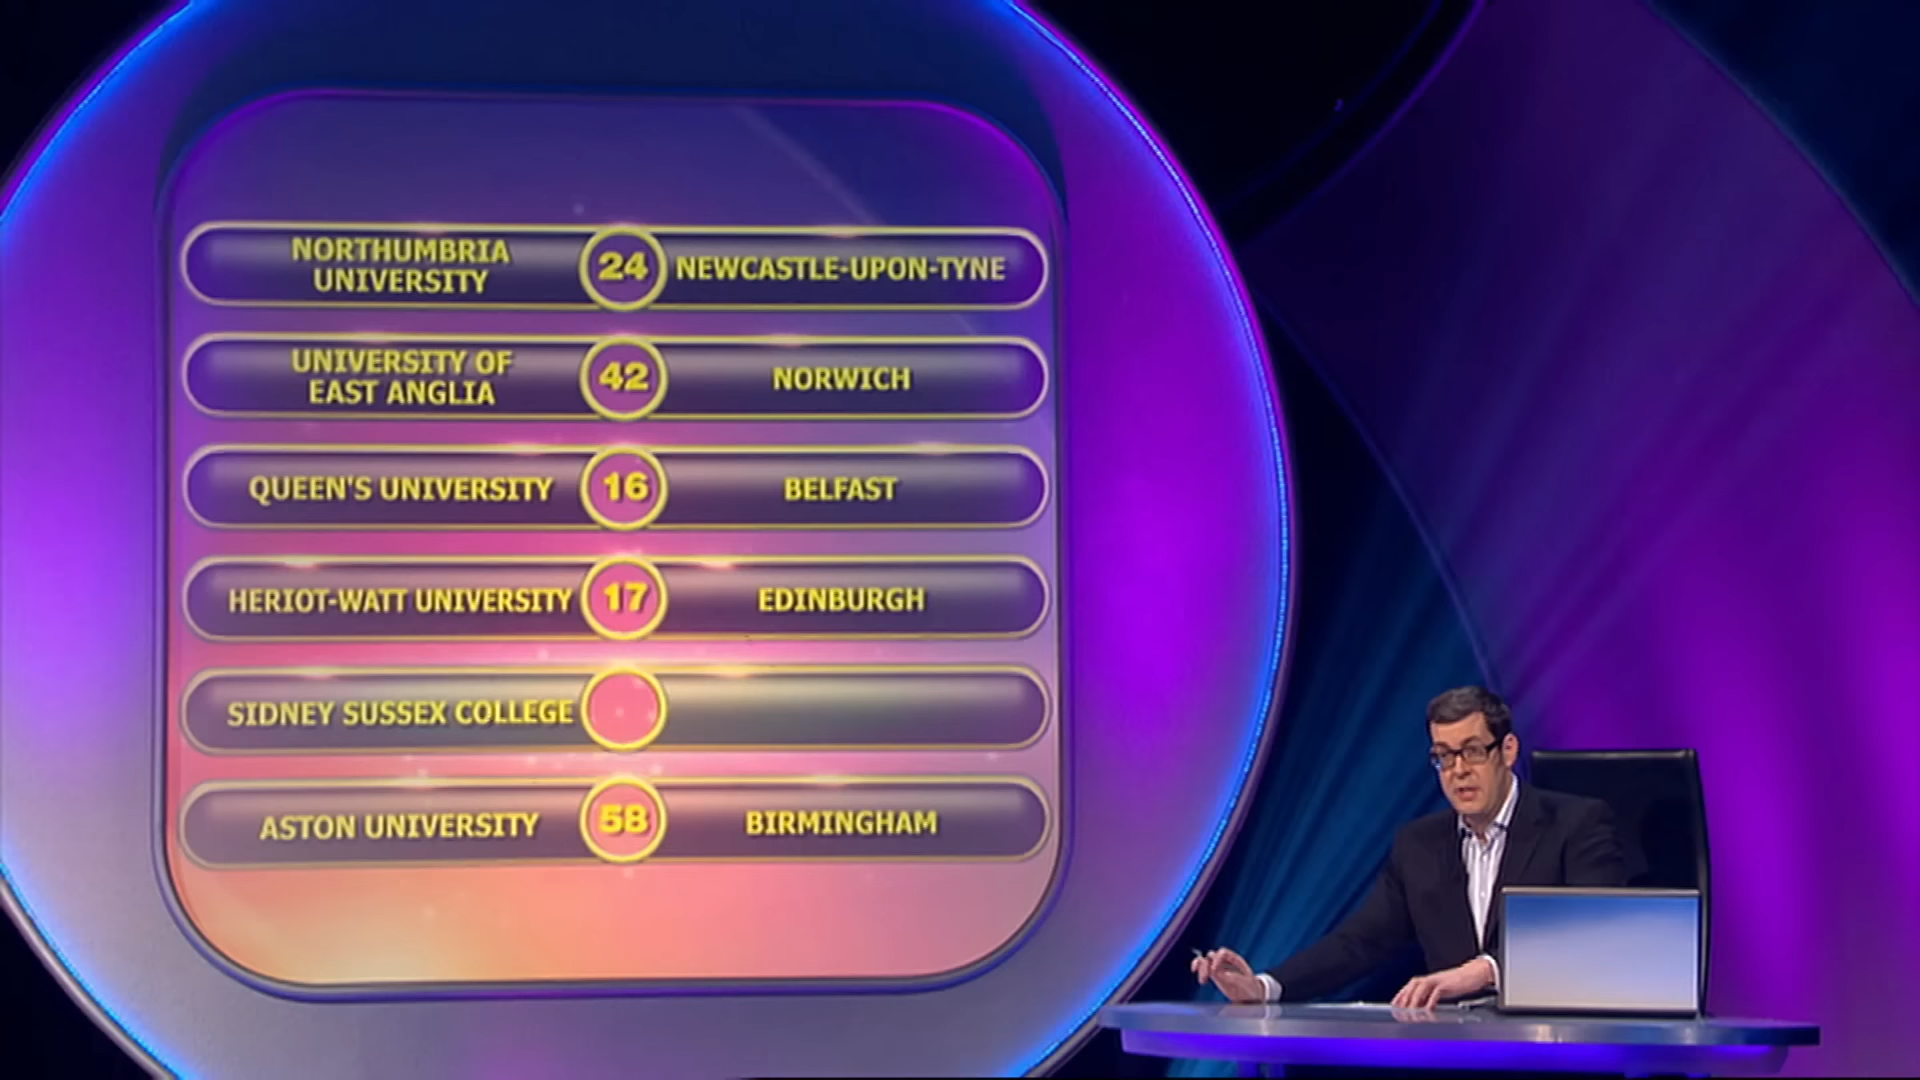 NORTHUMBRIA
UNIVERSITY
24
NEWCASTLE-UPON-TYNE
UNIVERSITY OF
EAST ANGLIA
42
NORWICH
QUEEN'S UNIVERSITY
16
BELFAST
HERIOT-WATT UNIVERSITY
17
EDINBURGH
SIDNEY SUSSEX COLLEGE
ASTON UNIVERSITY
58
BIRMINGHAM